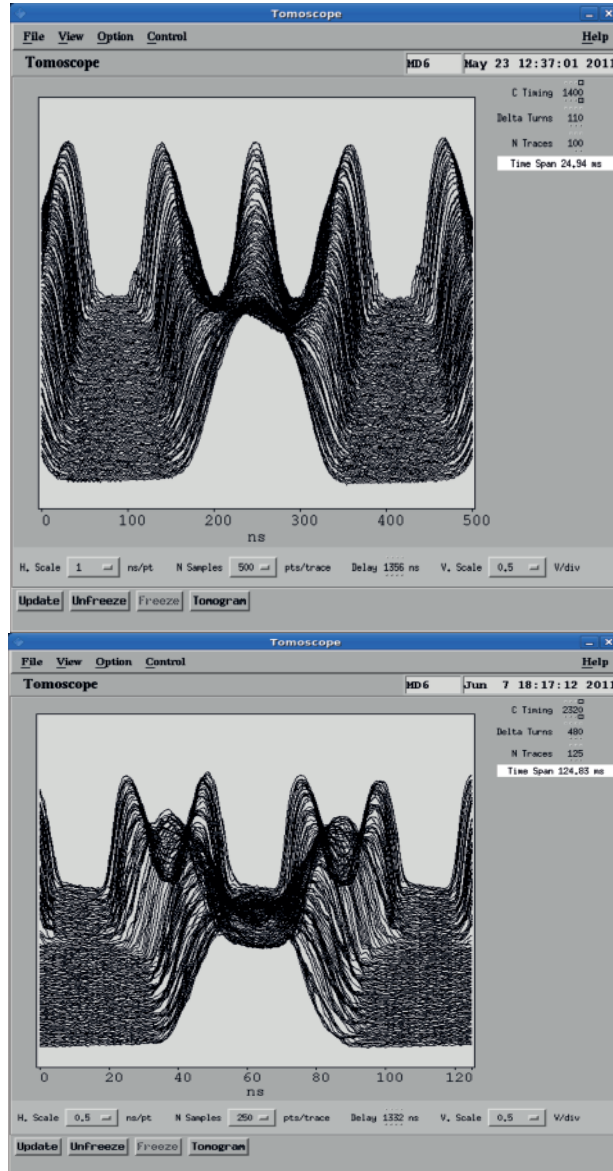 Tomoscope
File View Option Control Help
Tomoscope MD6 May 23 12:37:01 2011
C Timing 1400
Delta Turns 110
N Traces 100
Time Span 24.94 ms
0 100 200 300 400 500
ns
H. Scale 1 ns/pt N Samples 500 pts/trace Delay 1356 ns V. Scale 0.5 V/div
Update UnFreeze Freeze Tomogram
Tomoscope
File View Option Control Help
Tomoscope MD6 Jun 7 18:17:12 2011
C Timing 2320
Delta Turns 480
N Traces 125
Time Span 124.83 ms
0 20 40 60 80 100 120
ns
H. Scale 0.5 ns/pt N Samples 250 pts/trace Delay 1332 ns V. Scale 0.5 V/div
Update UnFreeze Freeze Tomogram